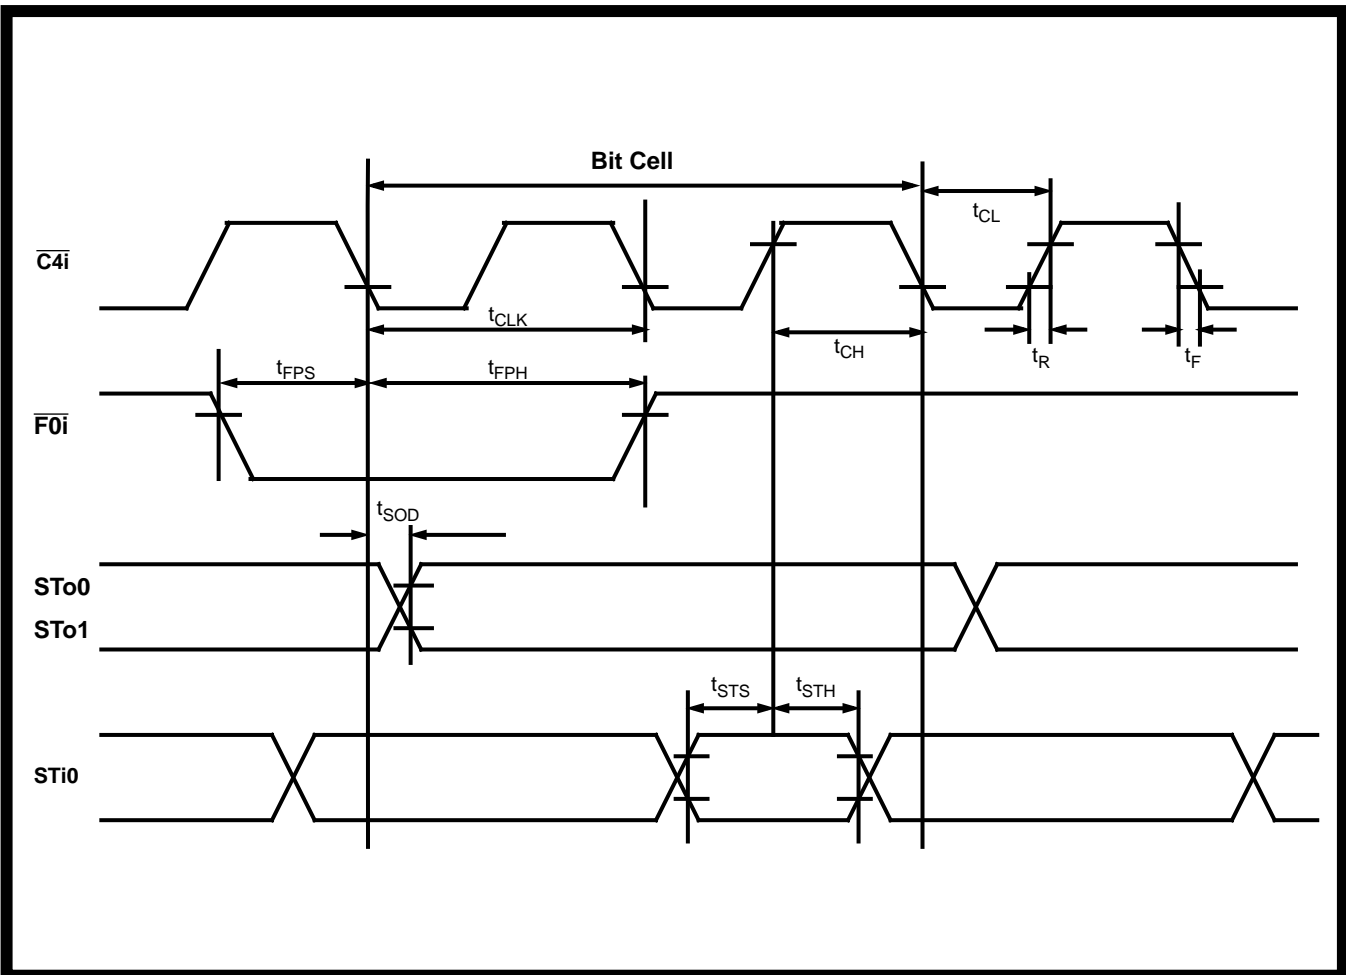 Bit Cell
tCL
C4i
tCLK
tCH
tR
tF
tFPS
tFPH
F0i
tSOD
STo0
STo1
tSTS
tSTH
STi0